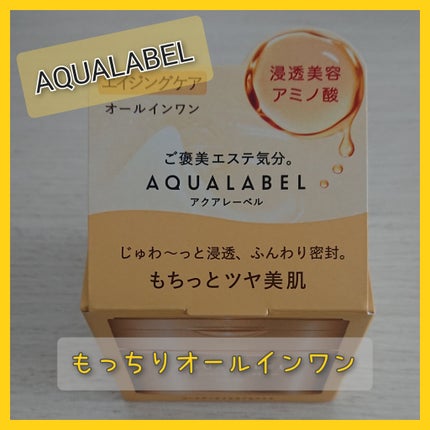 AQUALABEL
エイジングケア
オールインワン
浸透美容
アミノ酸
ご褒美エステ気分。
AQUALABEL
アクアレーベル
じゅわ〜っと浸透、ふんわり密封。
もちっとツヤ美肌
もっちりオールインワン